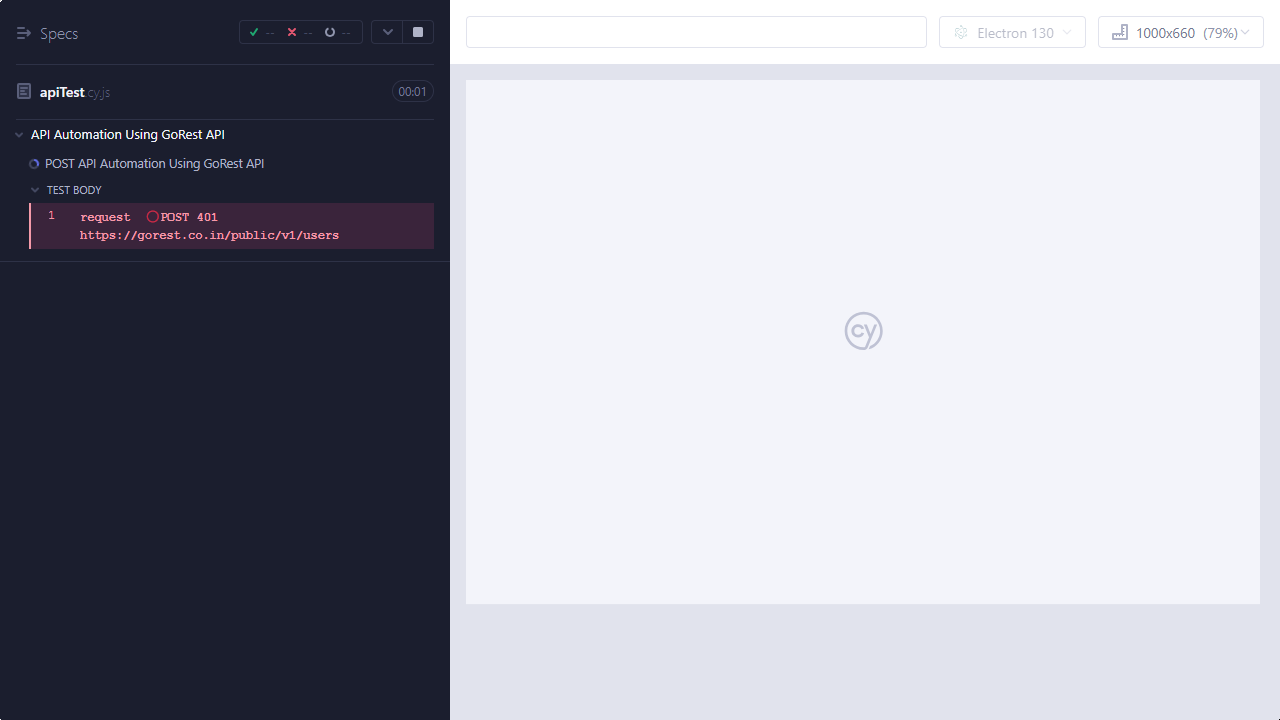 Specs
--
--
--
Electron 130
1000x660 (79%)
apiTest.cy.js
00:01
API Automation Using GoRest API
POST API Automation Using GoRest API
TEST BODY
1 request POST 401
https://gorest.co.in/public/v1/users
cy